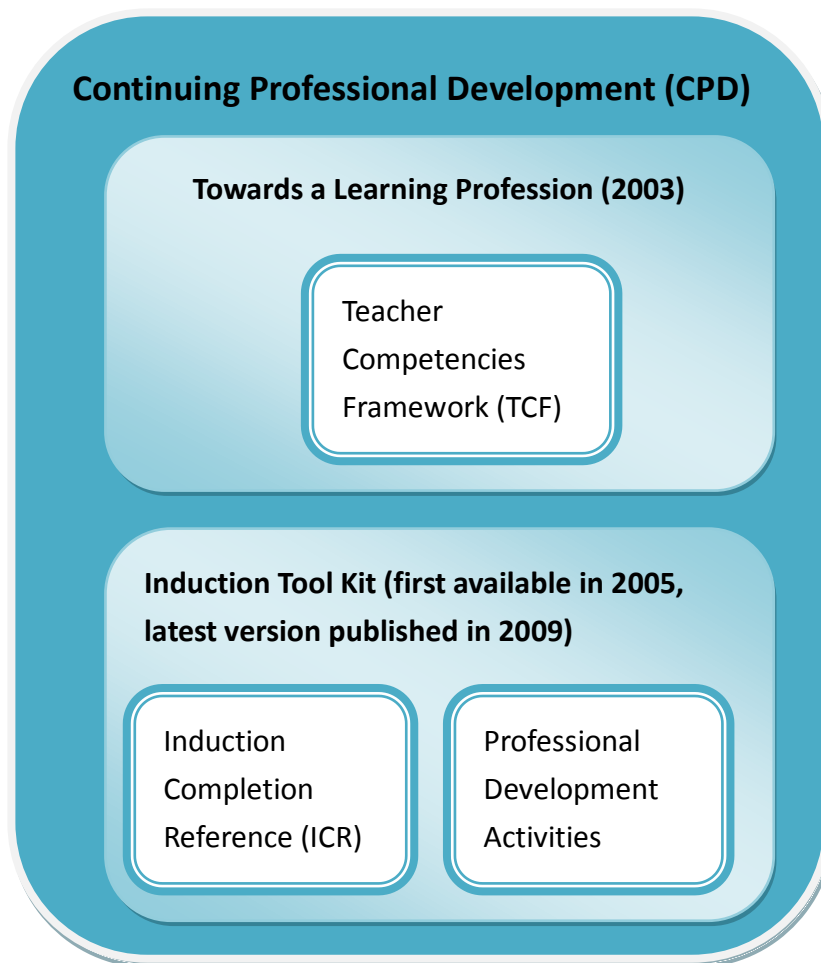 Continuing Professional Development (CPD)
Towards a Learning Profession (2003)
Teacher
Competencies
Framework (TCF)
Induction Tool Kit (first available in 2005,
latest version published in 2009)
Induction
Completion
Reference (ICR)
Professional
Development
Activities